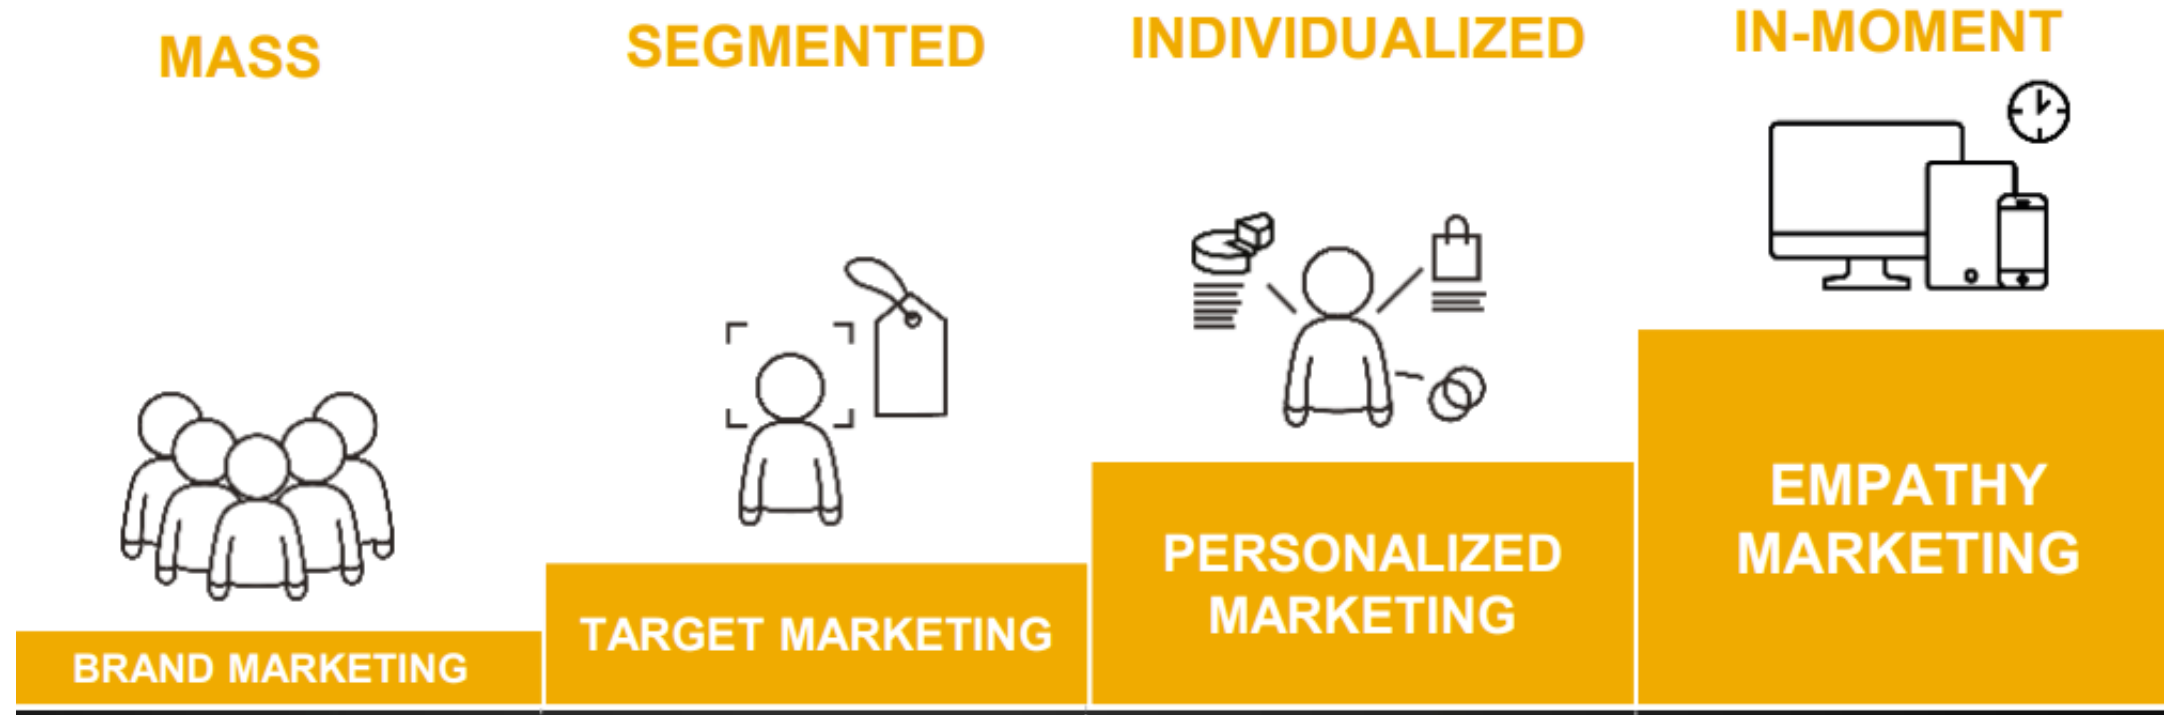 MASS
SEGMENTED
INDIVIDUALIZED
IN-MOMENT
BRAND MARKETING
TARGET MARKETING
PERSONALIZED
MARKETING
EMPATHY
MARKETING